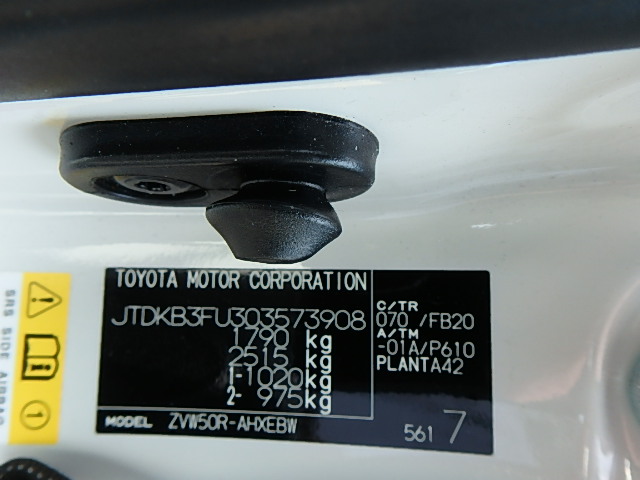 TOYOTA MOTOR CORPORATION
JTDKB3FU303573908
1790 kg
2515 kg
1-1020kg
2- 975kg
C/TR
070 /FB20
A/TM
-01A/P610
PLANTA42
MODEL ZVW50R-AHXEBW
561 7
SRS SIDE AIRBAG
1